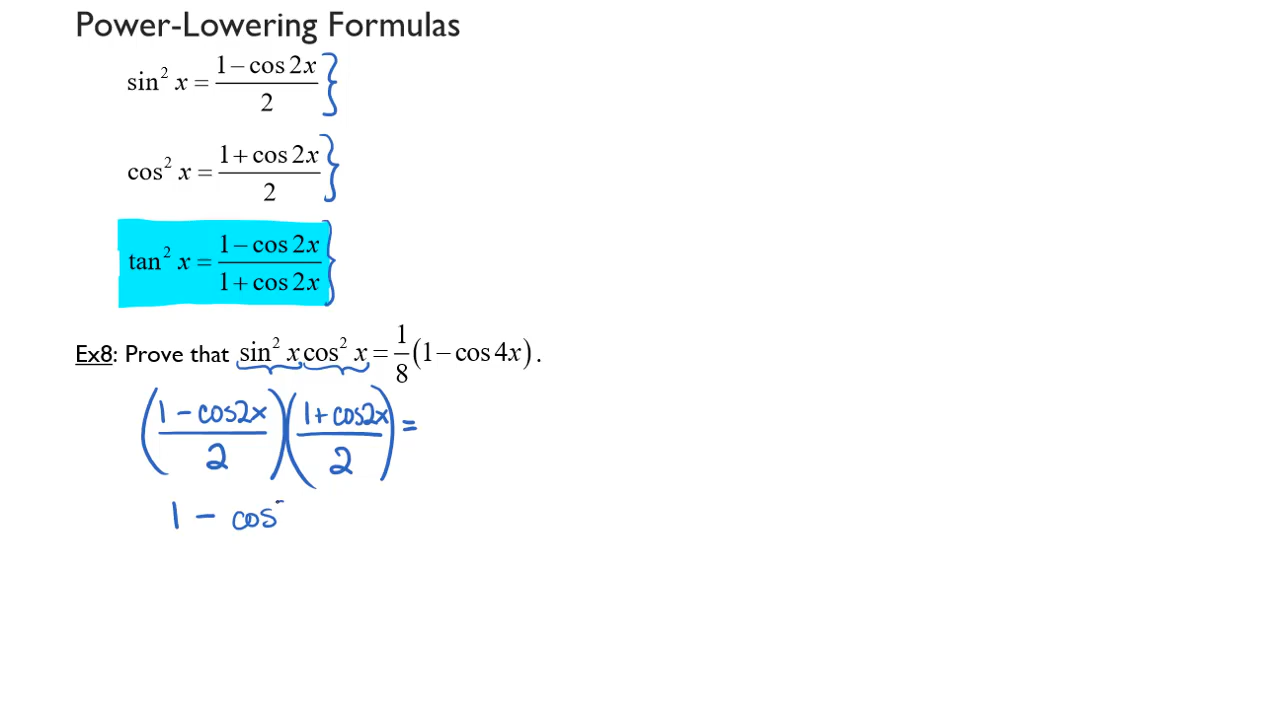 Power-Lowering Formulas
sin² x = (1 − cos 2x)/2
cos² x = (1 + cos 2x)/2
tan² x = (1 − cos 2x)/(1 + cos 2x)
Ex8: Prove that sin² x cos² x = 1/8 (1 − cos 4x).
((1 − cos2x)/2)((1 + cos2x)/2) =
1 − cos